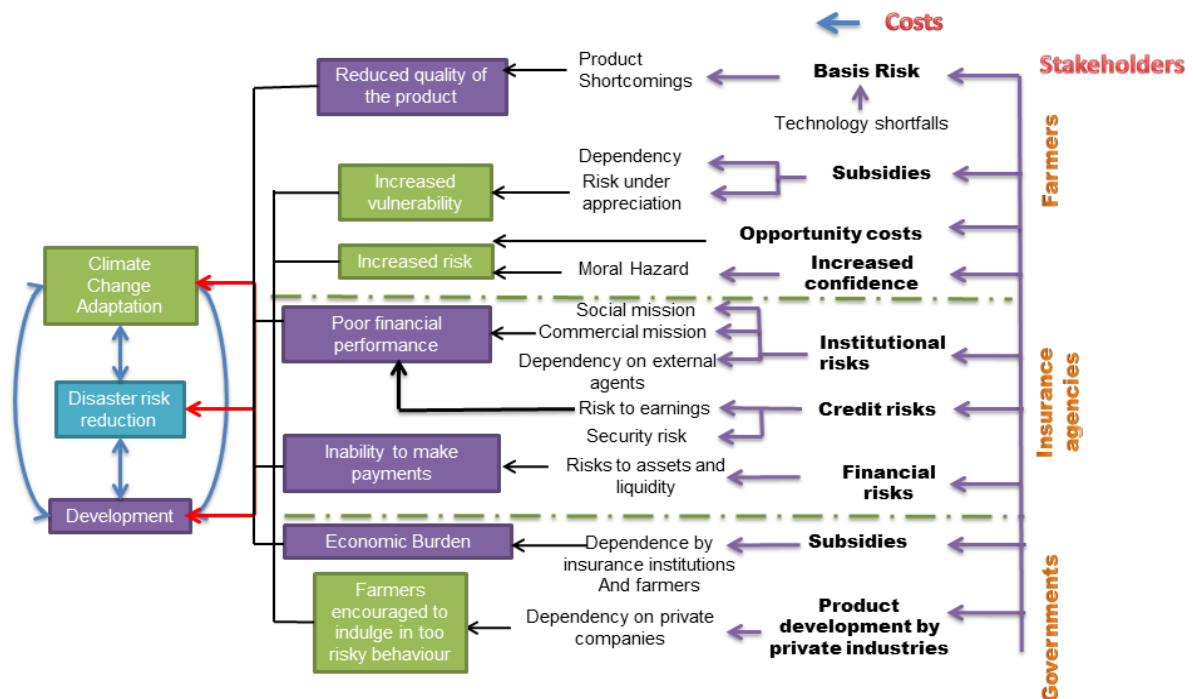 Costs
Stakeholders
Reduced quality of
the product
Product
Shortcomings
Basis Risk
Technology shortfalls
Farmers
Increased
vulnerability
Dependency
Risk under
appreciation
Subsidies
Opportunity costs
Increased risk
Moral Hazard
Increased
confidence
Climate
Change
Adaptation
Disaster risk
reduction
Development
Poor financial
performance
Social mission
Commercial mission
Dependency on external
agents
Institutional
risks
Insurance
agencies
Risk to earnings
Security risk
Credit risks
Inability to make
payments
Risks to assets and
liquidity
Financial
risks
Economic Burden
Dependence by
insurance institutions
And farmers
Subsidies
Governments
Farmers
encouraged to
indulge in too
risky behaviour
Dependency on private
companies
Product
development by
private industries